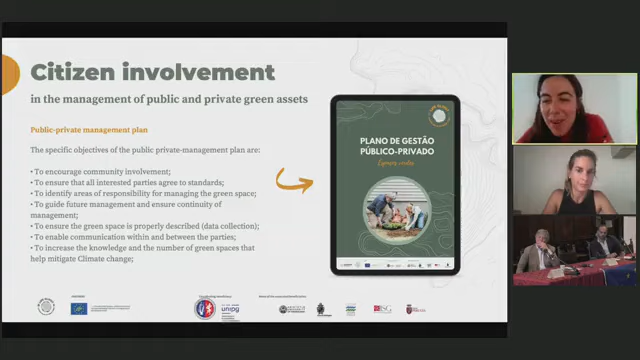 Citizen involvement
in the management of public and private green assets
Public-private management plan
The specific objectives of the public private-management plan are:
• To encourage community involvement;
• To ensure that all interested parties agree to standards;
• To identify areas of responsibility for managing the green space;
• To guide future management and ensure continuity of
management;
• To ensure the green space is properly described (data collection);
• To enable communication within and between the parties;
• To increase the knowledge and the number of green spaces that
help mitigate Climate change;
PLANO DE GESTÃO
PÚBLICO-PRIVADO
Espaços verdes
unipg
ISG